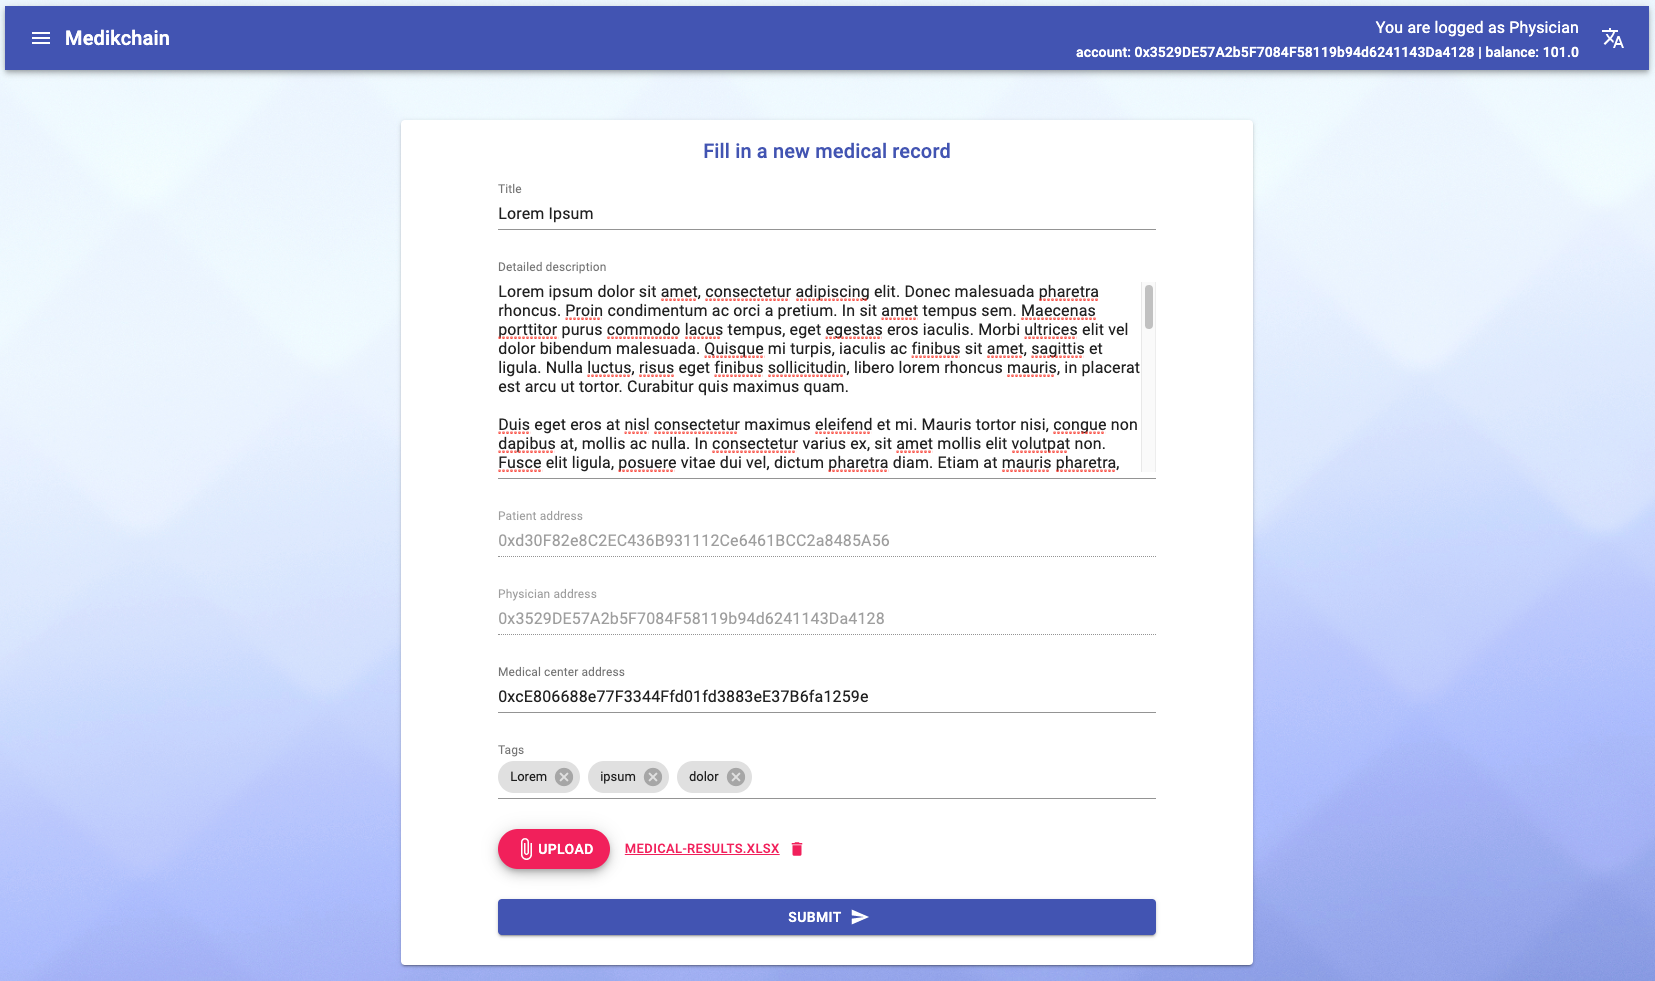 Medikchain
You are logged as Physician
account: 0x3529DE57A2b5F7084F58119b94d6241143Da4128 | balance: 101.0
Fill in a new medical record
Title
Lorem Ipsum
Detailed description
Lorem ipsum dolor sit amet, consectetur adipiscing elit. Donec malesuada pharetra
rhoncus. Proin condimentum ac orci a pretium. In sit amet tempus sem. Maecenas
porttitor purus commodo lacus tempus, eget egestas eros iaculis. Morbi ultrices elit vel
dolor bibendum malesuada. Quisque mi turpis, iaculis ac finibus sit amet, sagittis et
ligula. Nulla luctus, risus eget finibus sollicitudin, libero lorem rhoncus mauris, in placerat
est arcu ut tortor. Curabitur quis maximus quam.
Duis eget eros at nisl consectetur maximus eleifend et mi. Mauris tortor nisi, congue non
dapibus at, mollis ac nulla. In consectetur varius ex, sit amet mollis elit volutpat non.
Fusce elit ligula, posuere vitae dui vel, dictum pharetra diam. Etiam at mauris pharetra,
Patient address
0xd30F82e8C2EC436B931112Ce6461BCC2a8485A56
Physician address
0x3529DE57A2b5F7084F58119b94d6241143Da4128
Medical center address
0xcE806688e77F3344Ffd01fd3883eE37B6fa1259e
Tags
Lorem ipsum dolor
UPLOAD MEDICAL-RESULTS.XLSX
SUBMIT